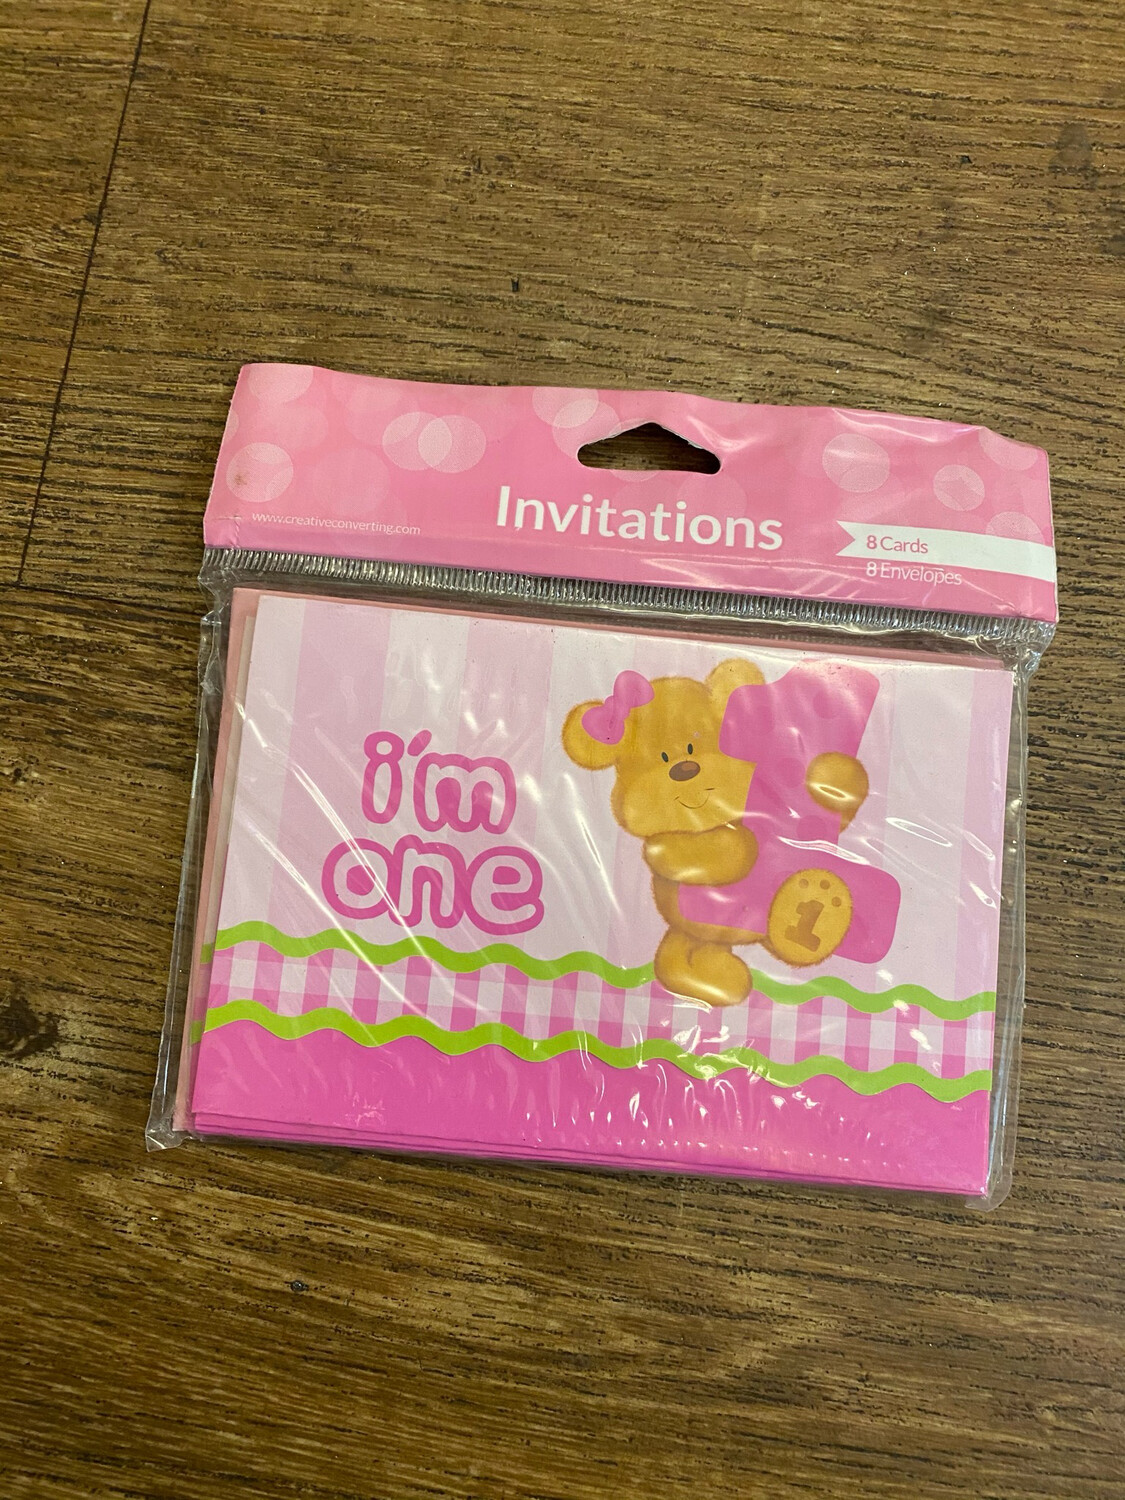 www.creativeconverting.com
Invitations
8 Cards
8 Envelopes
i'm
one
1